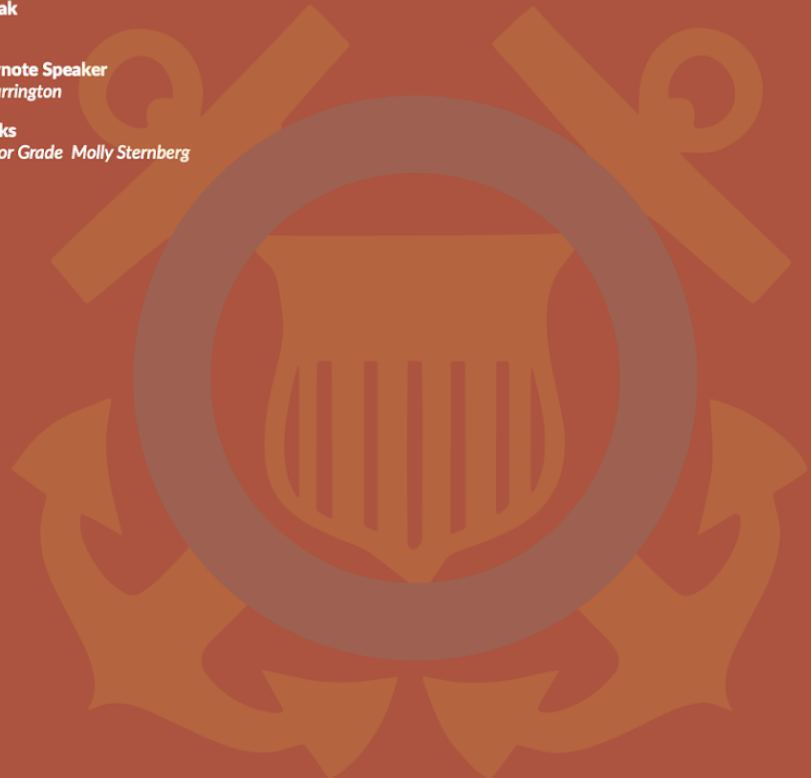 ak
note Speaker
rrington
ks
or Grade  Molly Sternberg